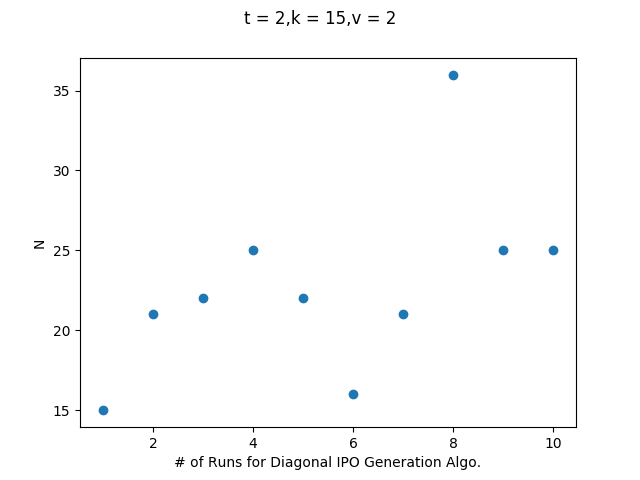 t = 2,k = 15,v = 2
35
30
25
20
15
N
2 4 6 8 10
# of Runs for Diagonal IPO Generation Algo.